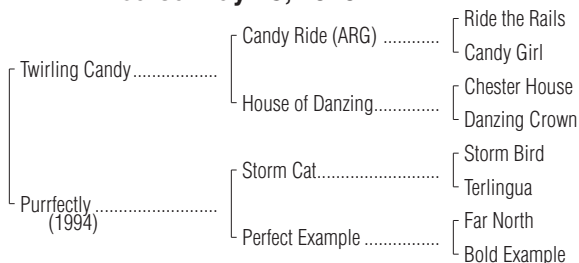 Ride the Rails
Candy Ride (ARG) ............
Candy Girl
Twirling Candy.................
Chester House
House of Danzing..............
Danzing Crown
Storm Bird
Storm Cat.........................
Terlingua
Purrfectly .........................
(1994)
Far North
Perfect Example ................
Bold Example